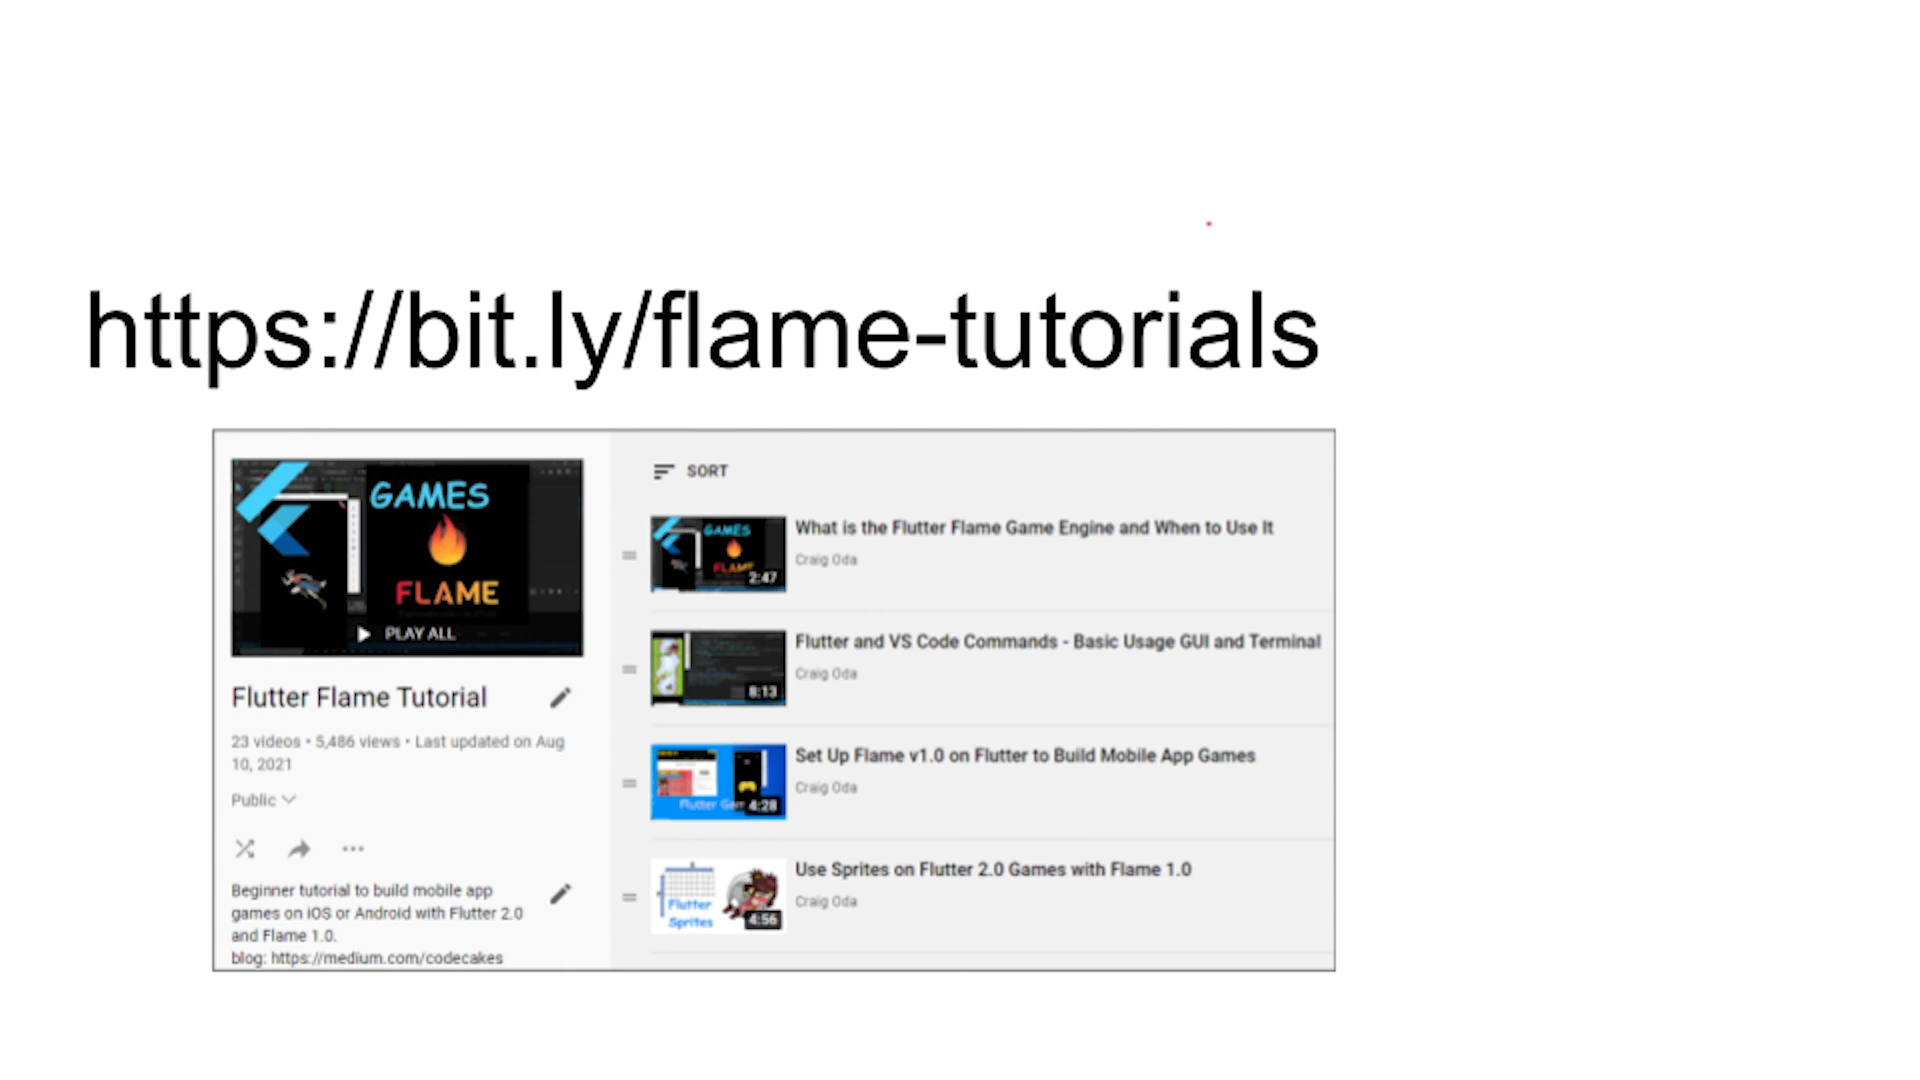 https://bit.ly/flame-tutorials
GAMES
FLAME
PLAY ALL
Flutter Flame Tutorial
23 videos • 5,486 views • Last updated on Aug
10, 2021
Public
Beginner tutorial to build mobile app
games on iOS or Android with Flutter 2.0
and Flame 1.0.
blog: https://medium.com/codecakes
SORT
GAMES
FLAME
2:47
What is the Flutter Flame Game Engine and When to Use It
Craig Oda
8:13
Flutter and VS Code Commands - Basic Usage GUI and Terminal
Craig Oda
Flutter
4:28
Set Up Flame v1.0 on Flutter to Build Mobile App Games
Craig Oda
Flutter
Sprites
4:56
Use Sprites on Flutter 2.0 Games with Flame 1.0
Craig Oda